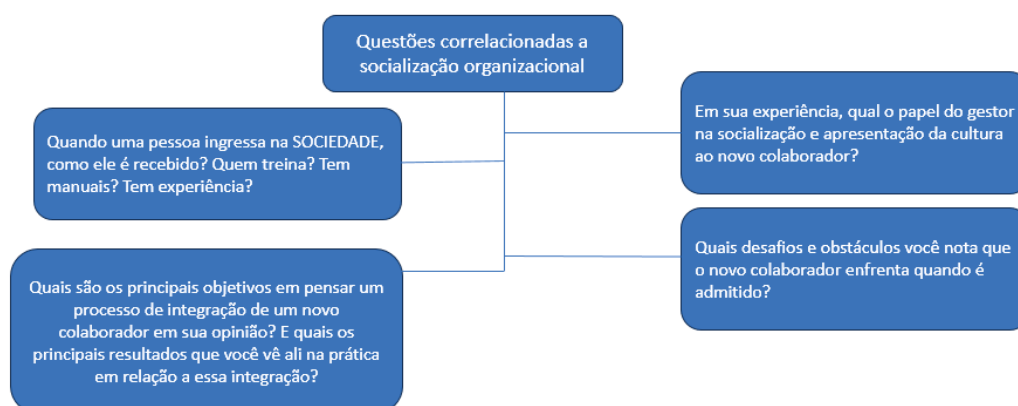 Questões correlacionadas a
socialização organizacional
Quando uma pessoa ingressa na SOCIEDADE,
como ele é recebido? Quem treina? Tem
manuais? Tem experiência?
Em sua experiência, qual o papel do gestor
na socialização e apresentação da cultura
ao novo colaborador?
Quais são os principais objetivos em pensar um
processo de integração de um novo
colaborador em sua opinião? E quais os
principais resultados que você vê ali na prática
em relação a essa integração?
Quais desafios e obstáculos você nota que
o novo colaborador enfrenta quando é
admitido?